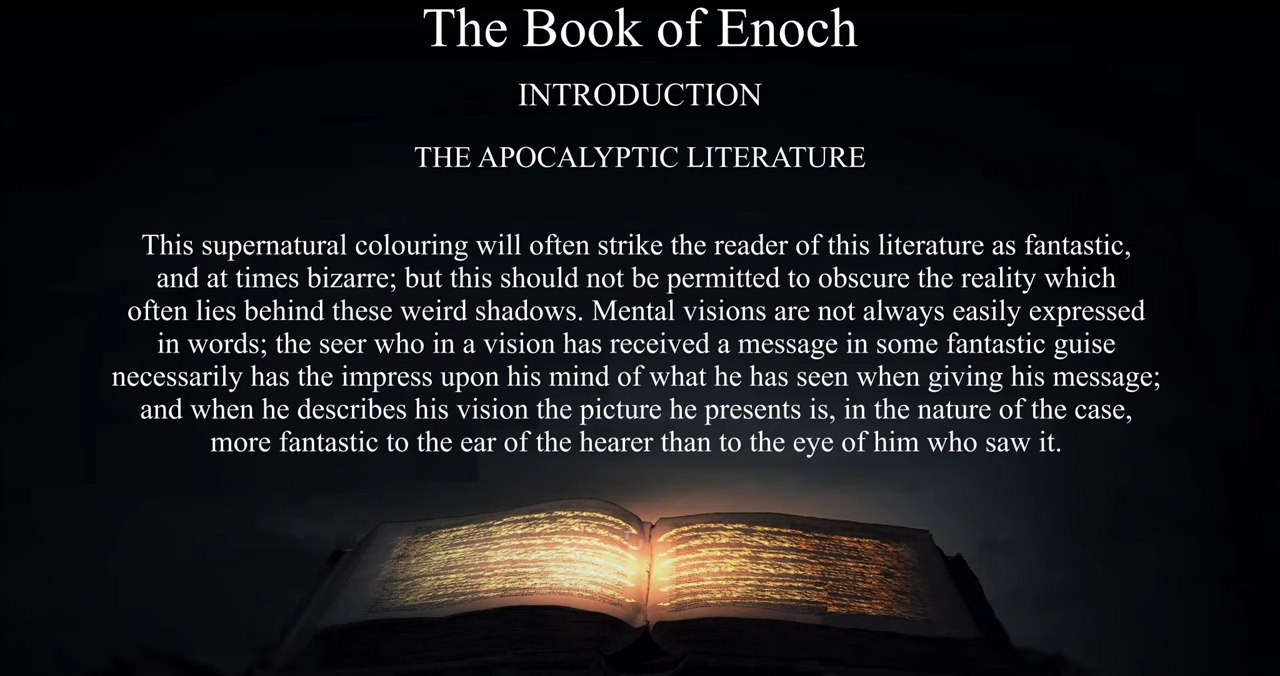 The Book of Enoch
INTRODUCTION
THE APOCALYPTIC LITERATURE
This supernatural colouring will often strike the reader of this literature as fantastic,
and at times bizarre; but this should not be permitted to obscure the reality which
often lies behind these weird shadows. Mental visions are not always easily expressed
in words; the seer who in a vision has received a message in some fantastic guise
necessarily has the impress upon his mind of what he has seen when giving his message;
and when he describes his vision the picture he presents is, in the nature of the case,
more fantastic to the ear of the hearer than to the eye of him who saw it.